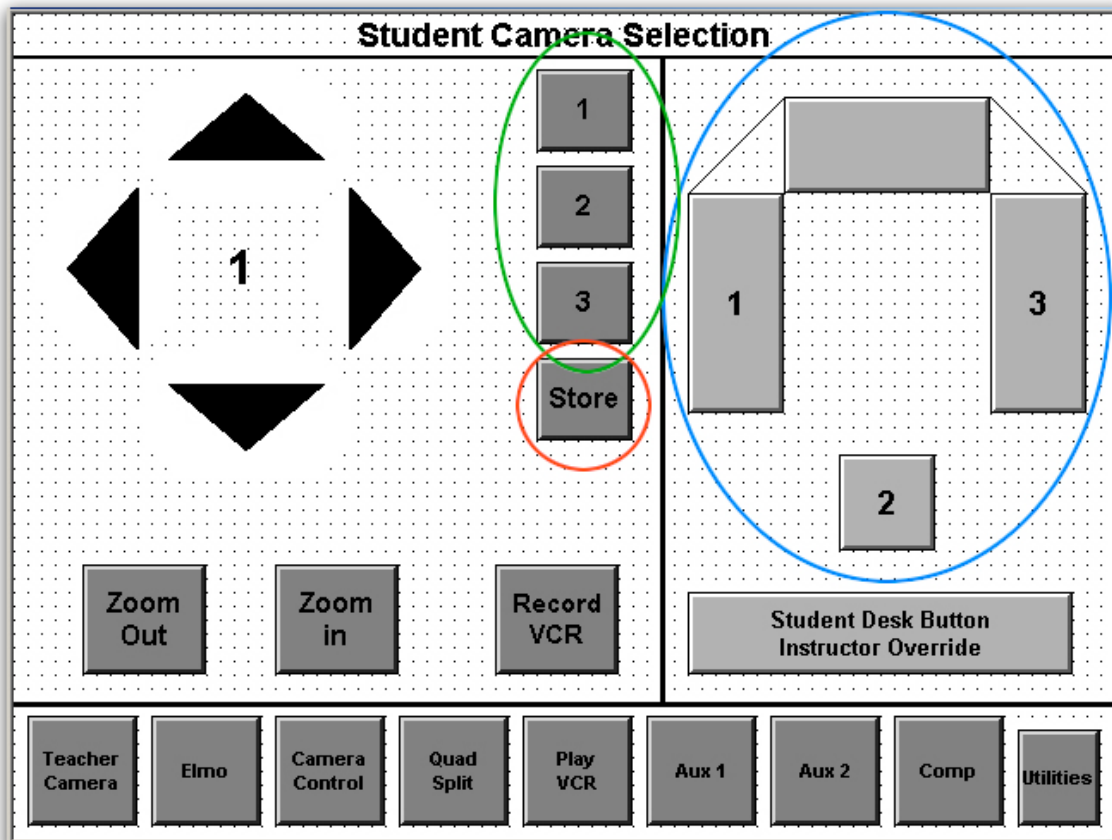 Student Camera Selection
1
1
2
3
Store
Zoom
Out
Zoom
in
Record
VCR
1
3
2
Student Desk Button
Instructor Override
Teacher
Camera
Elmo
Camera
Control
Quad
Split
Play
VCR
Aux 1
Aux 2
Comp
Utilities